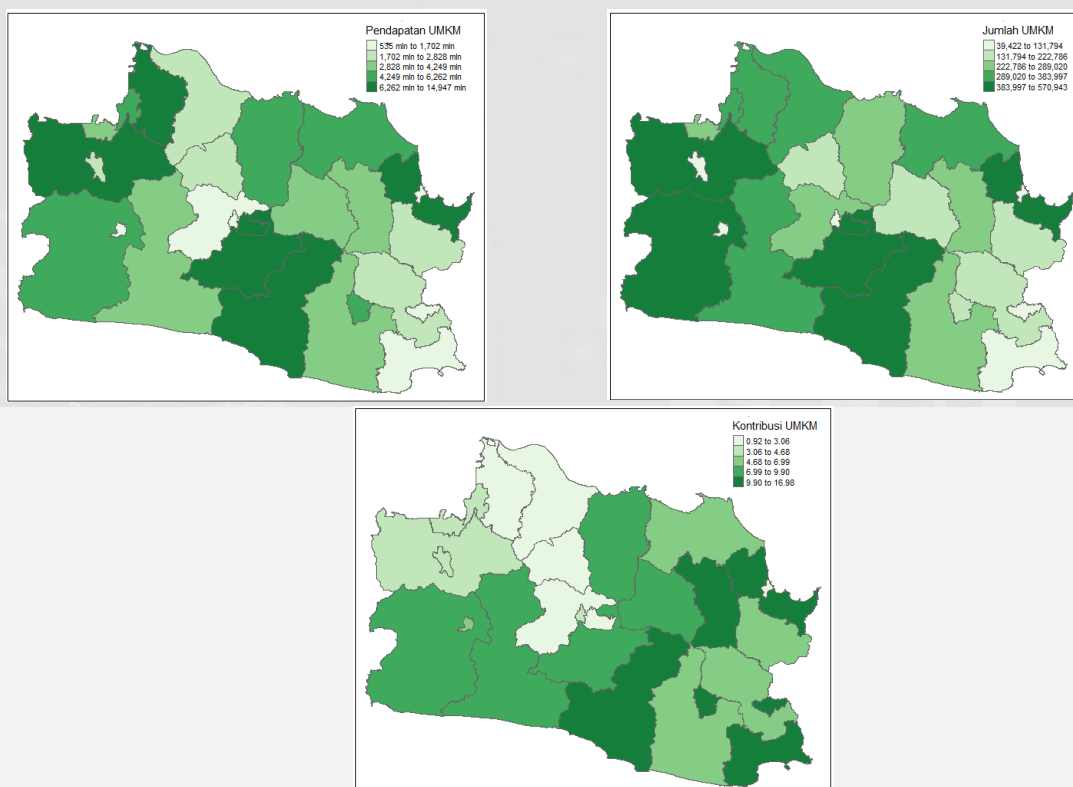 Pendapatan UMKM
535 mln to 1,702 mln
1,702 mln to 2,828 mln
2,828 mln to 4,249 mln
4,249 mln to 6,262 mln
6,262 mln to 14,947 mln
Jumlah UMKM
39,422 to 131,794
131,794 to 222,786
222,786 to 289,020
289,020 to 383,997
383,997 to 570,943
Kontribusi UMKM
0.92 to 3.06
3.06 to 4.68
4.68 to 6.99
6.99 to 9.90
9.90 to 16.98